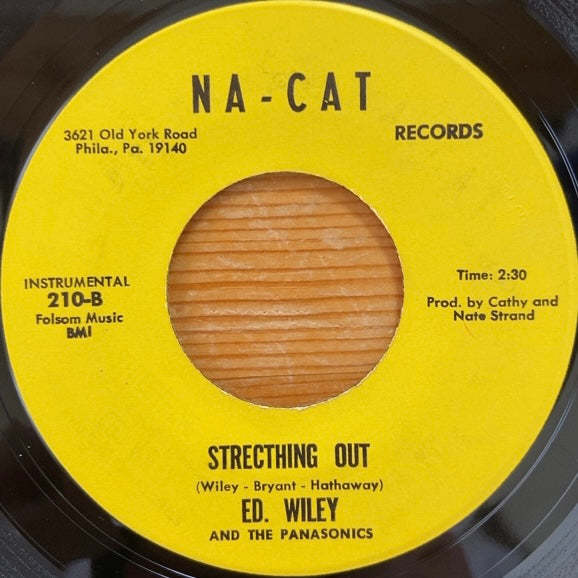 NA-CAT
3621 Old York Road
Phila., Pa. 19140
RECORDS
INSTRUMENTAL
210-B
Folsom Music
BMI
Time: 2:30
Prod. by Cathy and
Nate Strand
STRECTHING OUT
(Wiley - Bryant - Hathaway)
ED. WILEY
AND THE PANASONICS